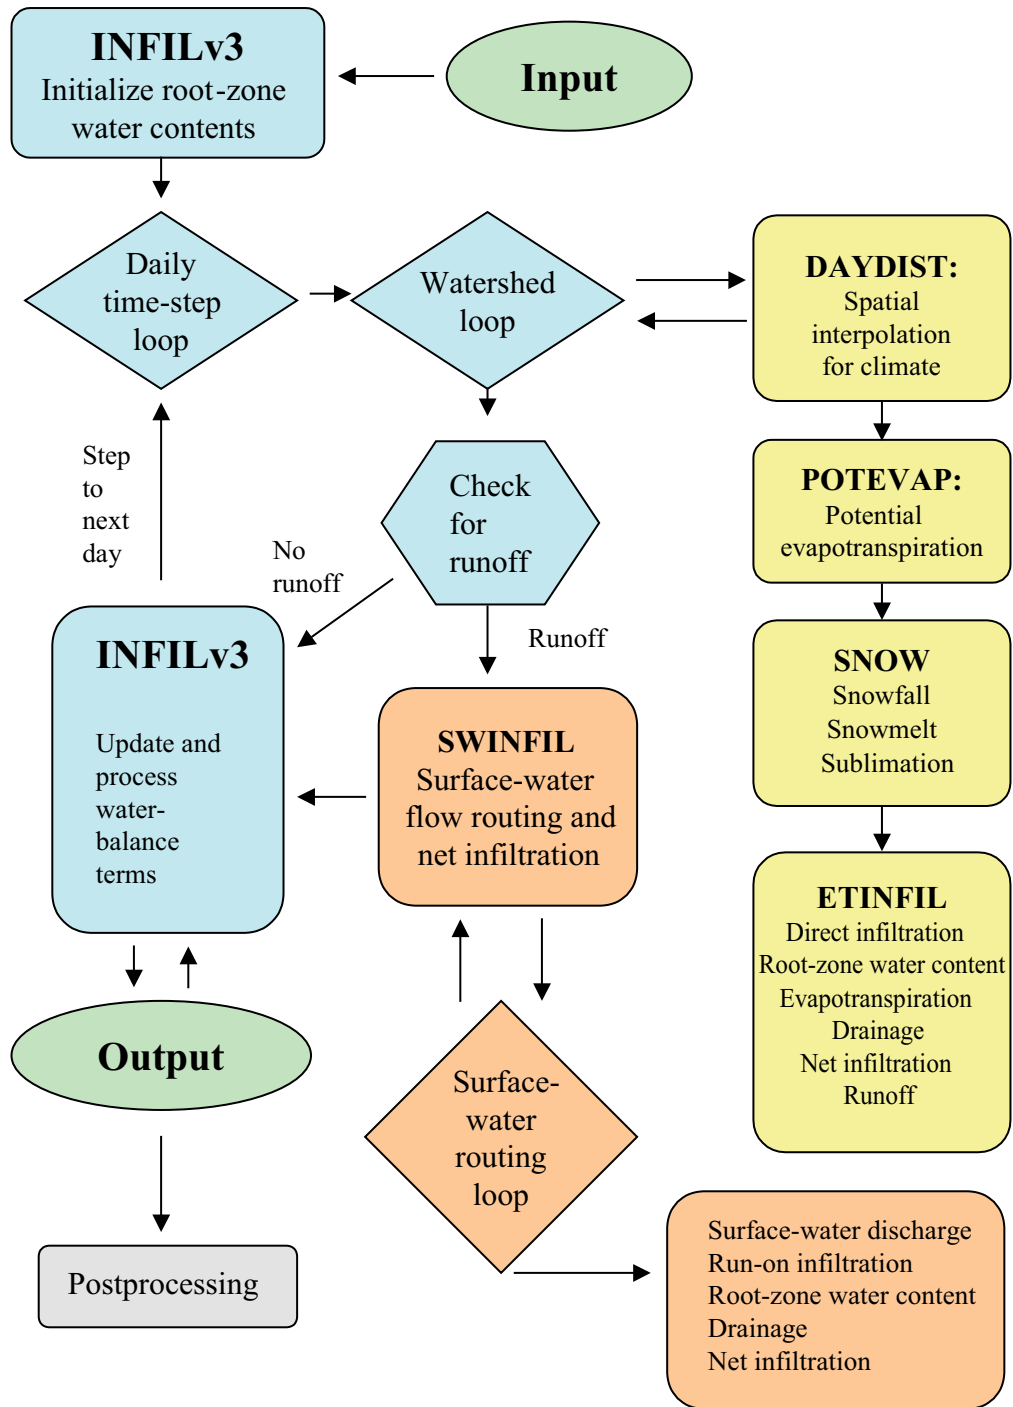 INFILv3
Initialize root-zone
water contents
Input
Daily
time-step
loop
Watershed
loop
DAYDIST:
Spatial
interpolation
for climate
Step
to
next
day
Check
for
runoff
No
runoff
Runoff
POTEVAP:
Potential
evapotranspiration
INFILv3
Update and
process
water-
balance
terms
SWINFIL
Surface-water
flow routing and
net infiltration
SNOW
Snowfall
Snowmelt
Sublimation
ETINFIL
Direct infiltration
Root-zone water content
Evapotranspiration
Drainage
Net infiltration
Runoff
Output
Surface-
water
routing
loop
Postprocessing
Surface-water discharge
Run-on infiltration
Root-zone water content
Drainage
Net infiltration